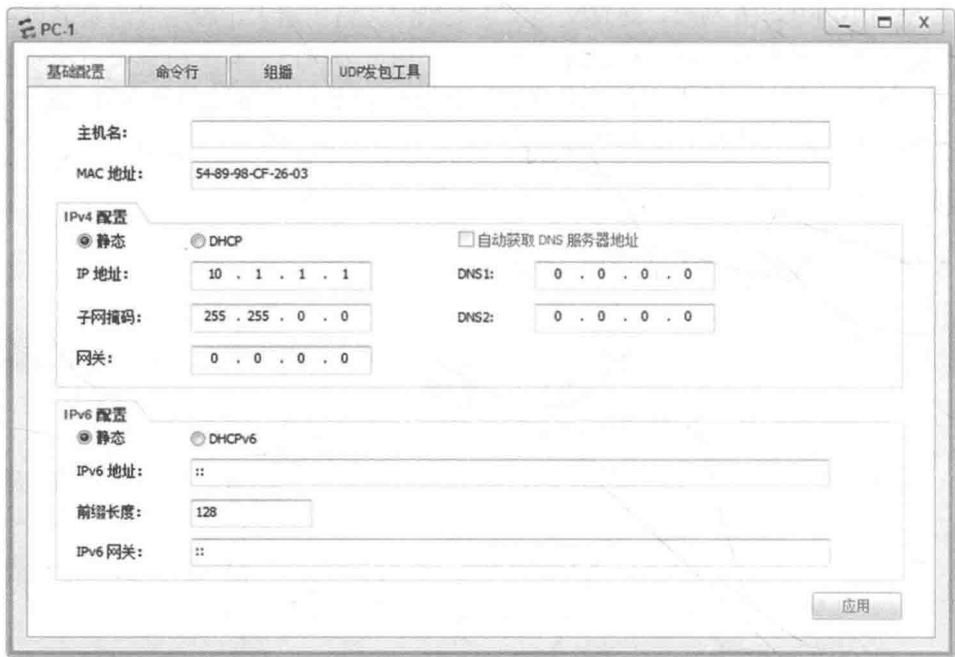 PC-1
基础配置 命令行 组播 UDP发包工具
主机名:
MAC 地址: 54-89-98-CF-26-03
IPv4 配置
静态 DHCP 自动获取 DNS 服务器地址
IP 地址: 10 . 1 . 1 . 1 DNS1: 0 . 0 . 0 . 0
子网掩码: 255 . 255 . 0 . 0 DNS2: 0 . 0 . 0 . 0
网关: 0 . 0 . 0 . 0
IPv6 配置
静态 DHCPv6
IPv6 地址: ::
前缀长度: 128
IPv6 网关: ::
应用